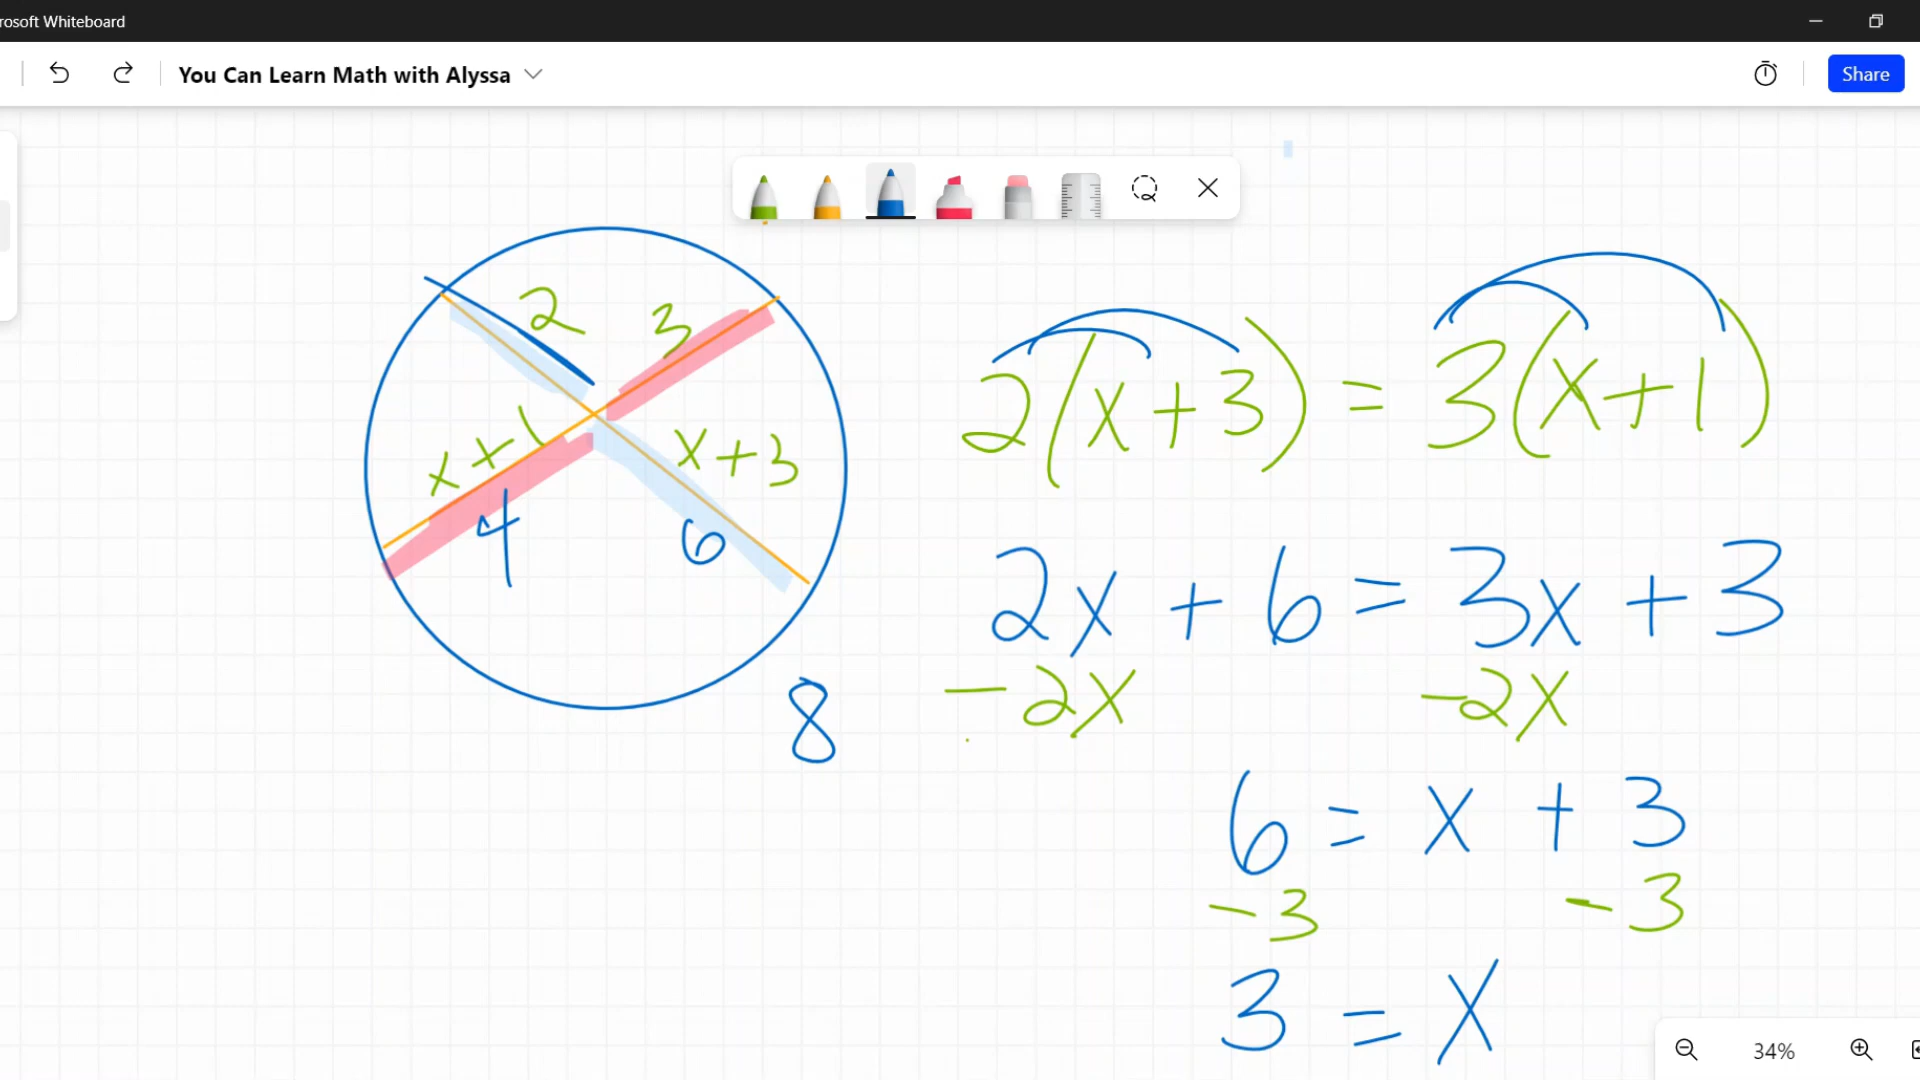 rosoft Whiteboard
You Can Learn Math with Alyssa
Share
2
3
x + 1
x + 3
4
6
8
2(x + 3) = 3(x + 1)
2x + 6 = 3x + 3
- 2x - 2x
6 = x + 3
- 3 - 3
3 = x
34%